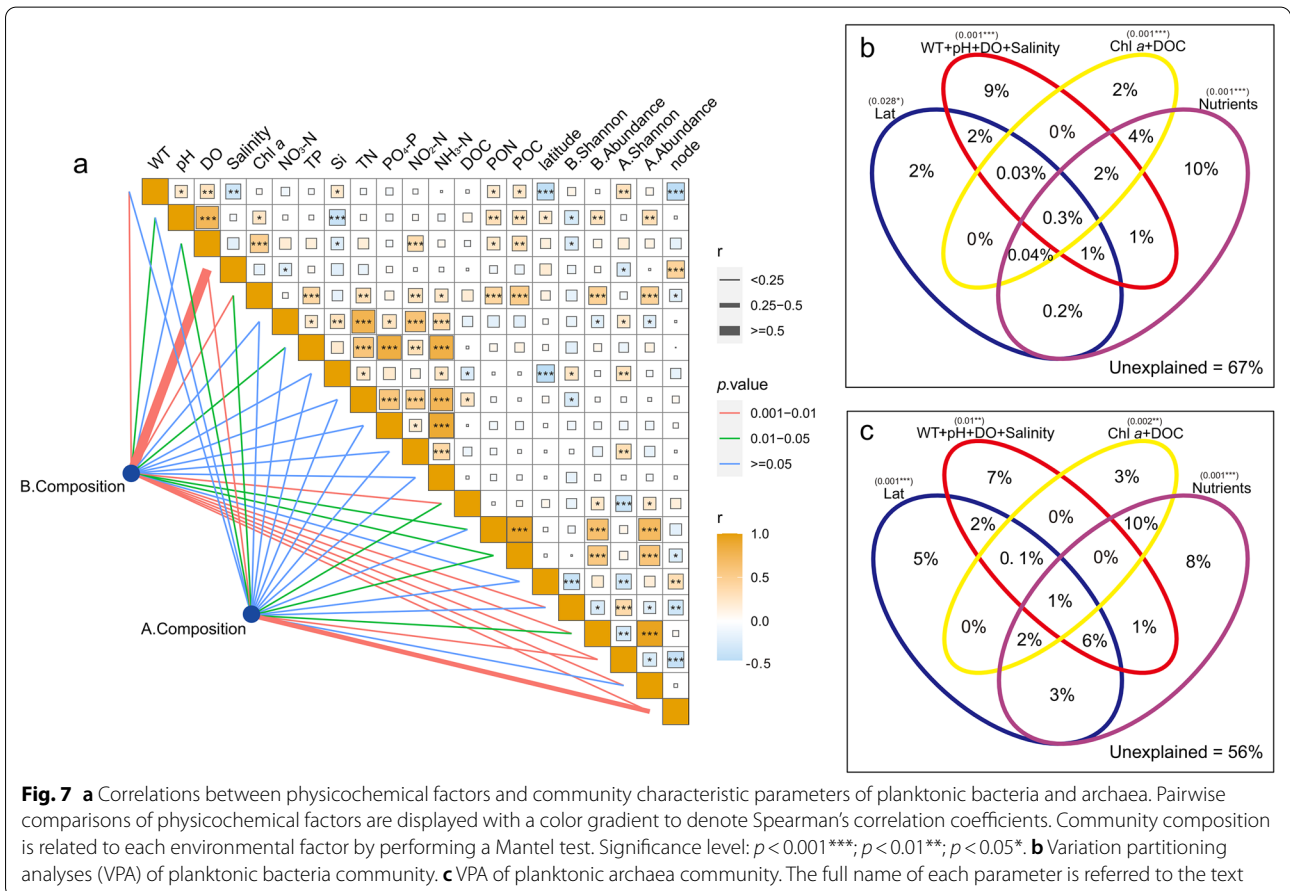 a
WT
pH
DO
Salinity
Chl a
NO₃-N
TP
Si
TN
PO₄-P
NO₂-N
NH₃-N
DOC
PON
POC
latitude
B.Shannon
B.Abundance
A.Shannon
A.Abundance
node
* ** ** * * * *** ** ***
*** * *** ** ** * * ** **
*** * *** * ** *
* * ***
*** ** ** * *** *** *** *** *
* ** *** * *** *** * * *
*** *** ** ***
* * * *** * **
*** ** *** * *
* ***
*** **
* *** *
*** *** ***
*** *** *
*** ** ** **
* *** * **
** ***
* ***
B.Composition
A.Composition
r
<0.25
0.25−0.5
>=0.5
p.value
0.001−0.01
0.01−0.05
>=0.05
r
1.0
0.5
0.0
-0.5
b
(0.001***)
WT+pH+DO+Salinity
(0.001***)
Chl a+DOC
(0.028*)
Lat
(0.001***)
Nutrients
9%
2%
2%
0%
4%
2%
0.03%
2%
10%
0.3%
0%
0.04%
1%
1%
0.2%
Unexplained = 67%
c
(0.01**)
WT+pH+DO+Salinity
(0.002**)
Chl a+DOC
(0.001***)
Lat
(0.001***)
Nutrients
7%
3%
2%
0%
10%
5%
0. 1%
0%
8%
1%
0%
2%
6%
1%
3%
Unexplained = 56%
Fig. 7 a Correlations between physicochemical factors and community characteristic parameters of planktonic bacteria and archaea. Pairwise
comparisons of physicochemical factors are displayed with a color gradient to denote Spearman's correlation coefficients. Community composition
is related to each environmental factor by performing a Mantel test. Significance level: p < 0.001***; p < 0.01**; p < 0.05*. b Variation partitioning
analyses (VPA) of planktonic bacteria community. c VPA of planktonic archaea community. The full name of each parameter is referred to the text